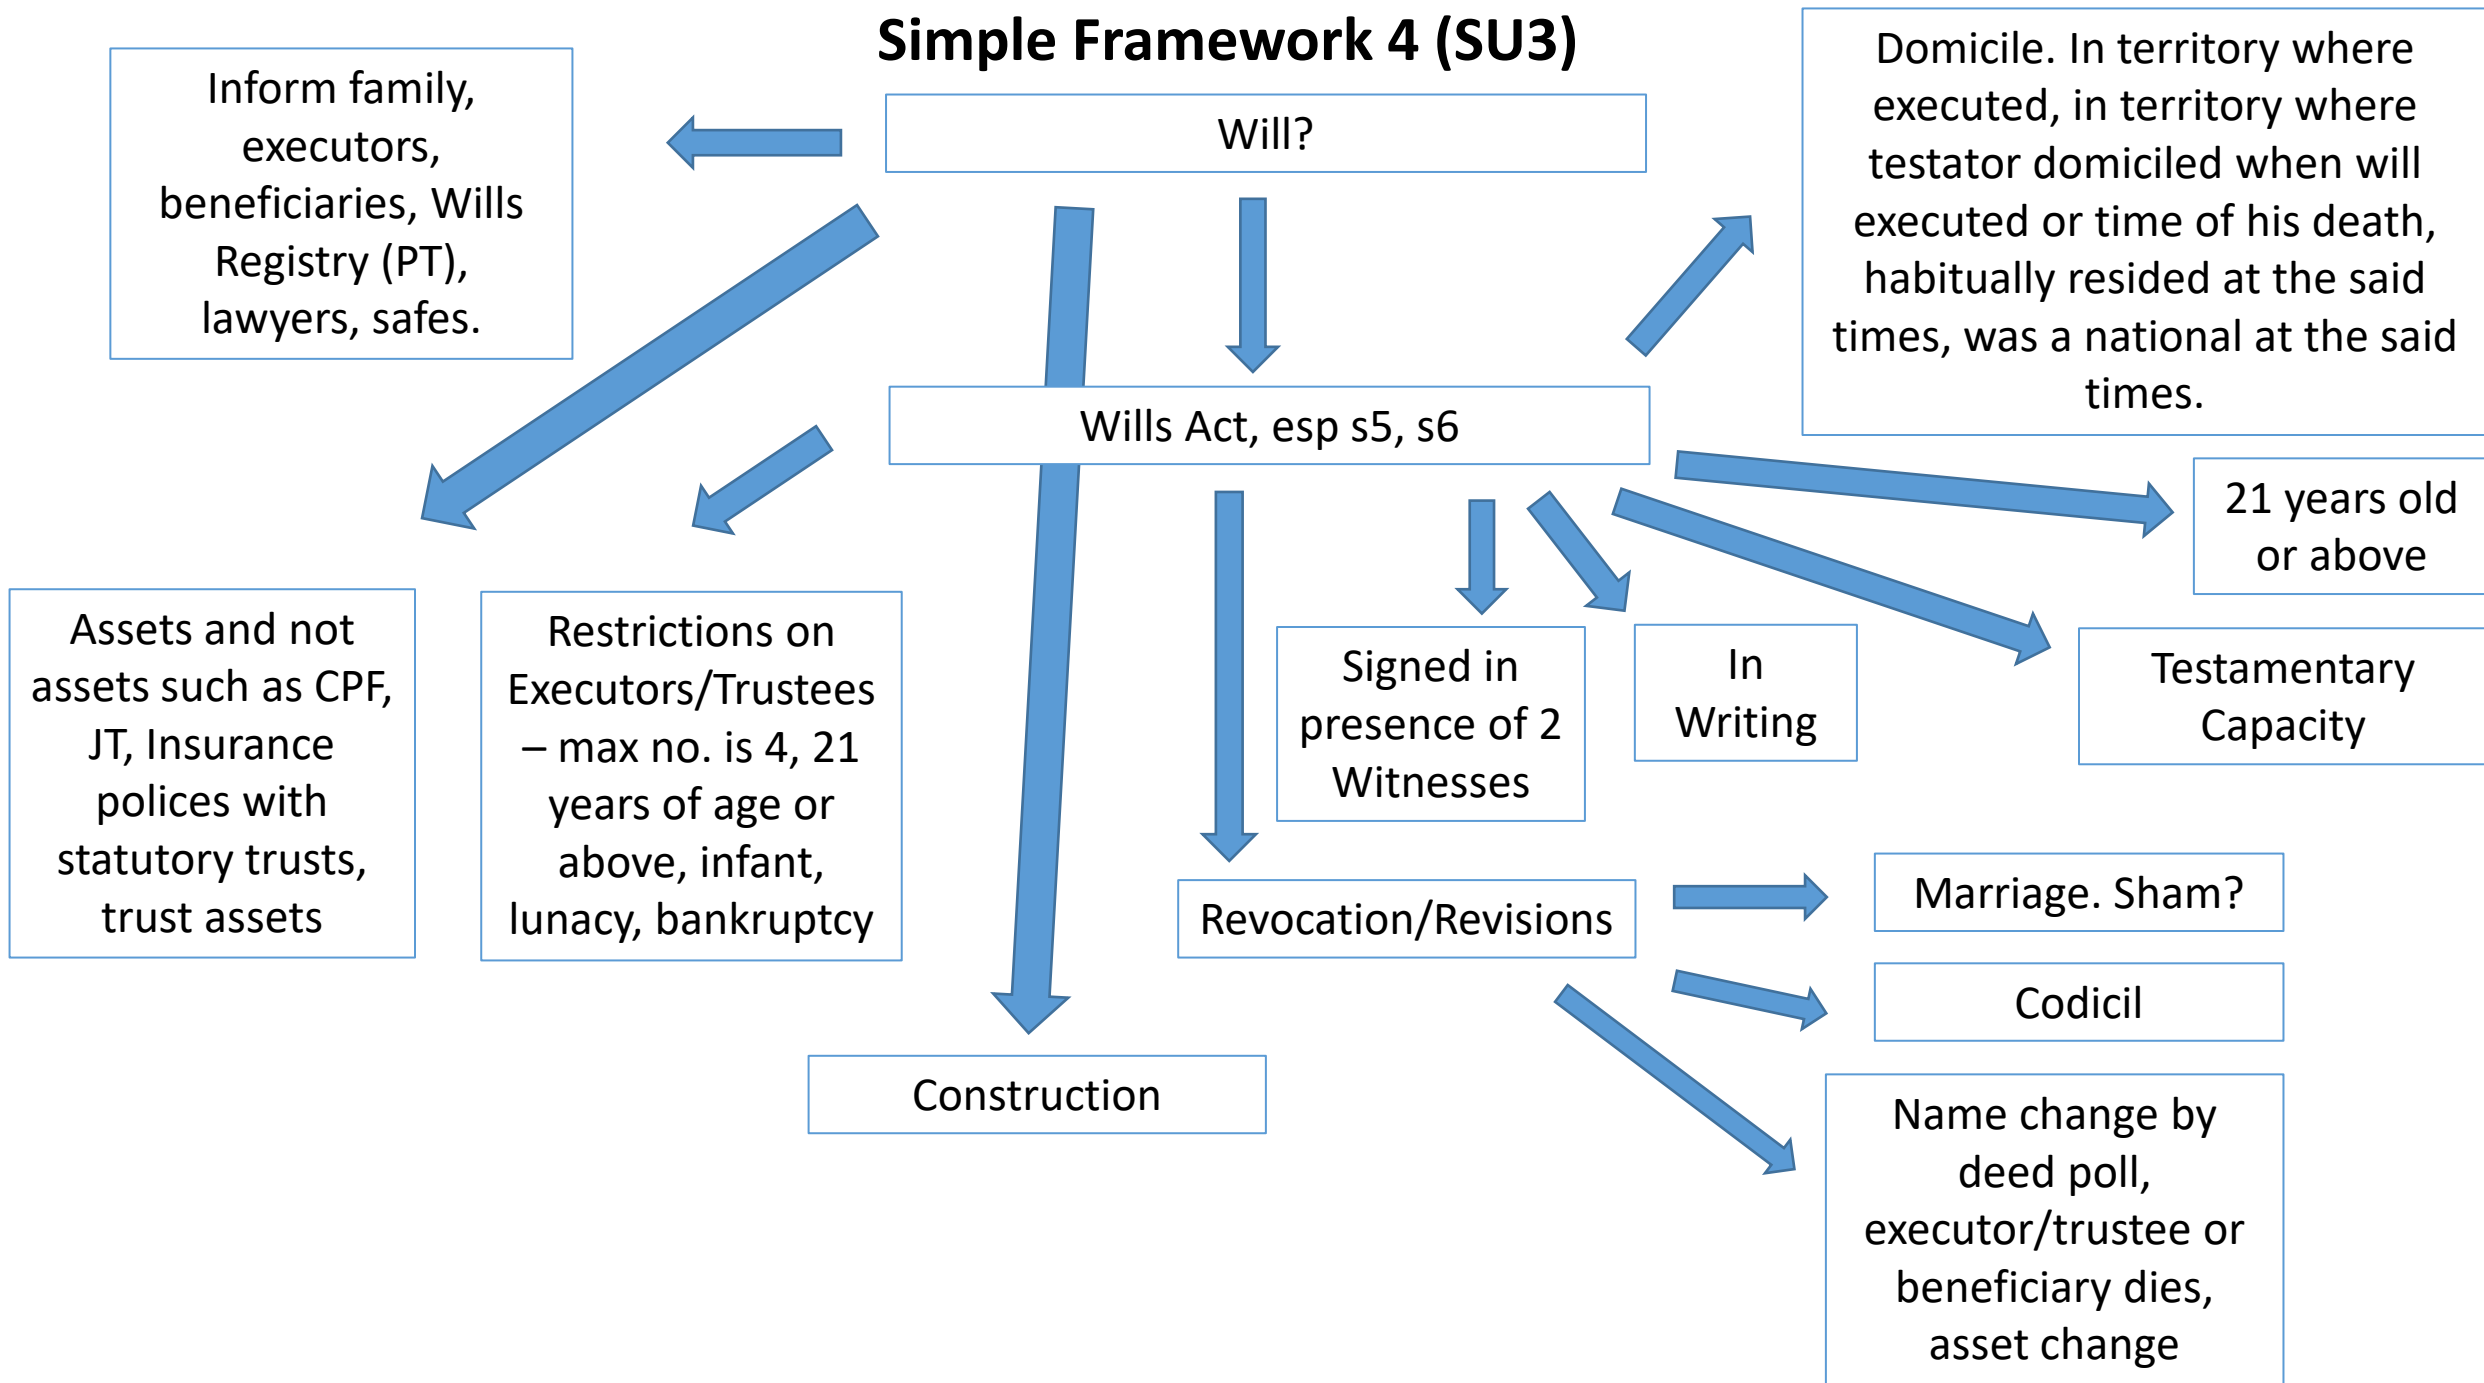 Simple Framework 4 (SU3)
Inform family,
executors,
beneficiaries, Wills
Registry (PT),
lawyers, safes.
Will?
Domicile. In territory where
executed, in territory where
testator domiciled when will
executed or time of his death,
habitually resided at the said
times, was a national at the said
times.
Wills Act, esp s5, s6
21 years old
or above
Assets and not
assets such as CPF,
JT, Insurance
polices with
statutory trusts,
trust assets
Restrictions on
Executors/Trustees
– max no. is 4, 21
years of age or
above, infant,
lunacy, bankruptcy
Signed in
presence of 2
Witnesses
In
Writing
Testamentary
Capacity
Revocation/Revisions
Marriage. Sham?
Codicil
Construction
Name change by
deed poll,
executor/trustee or
beneficiary dies,
asset change